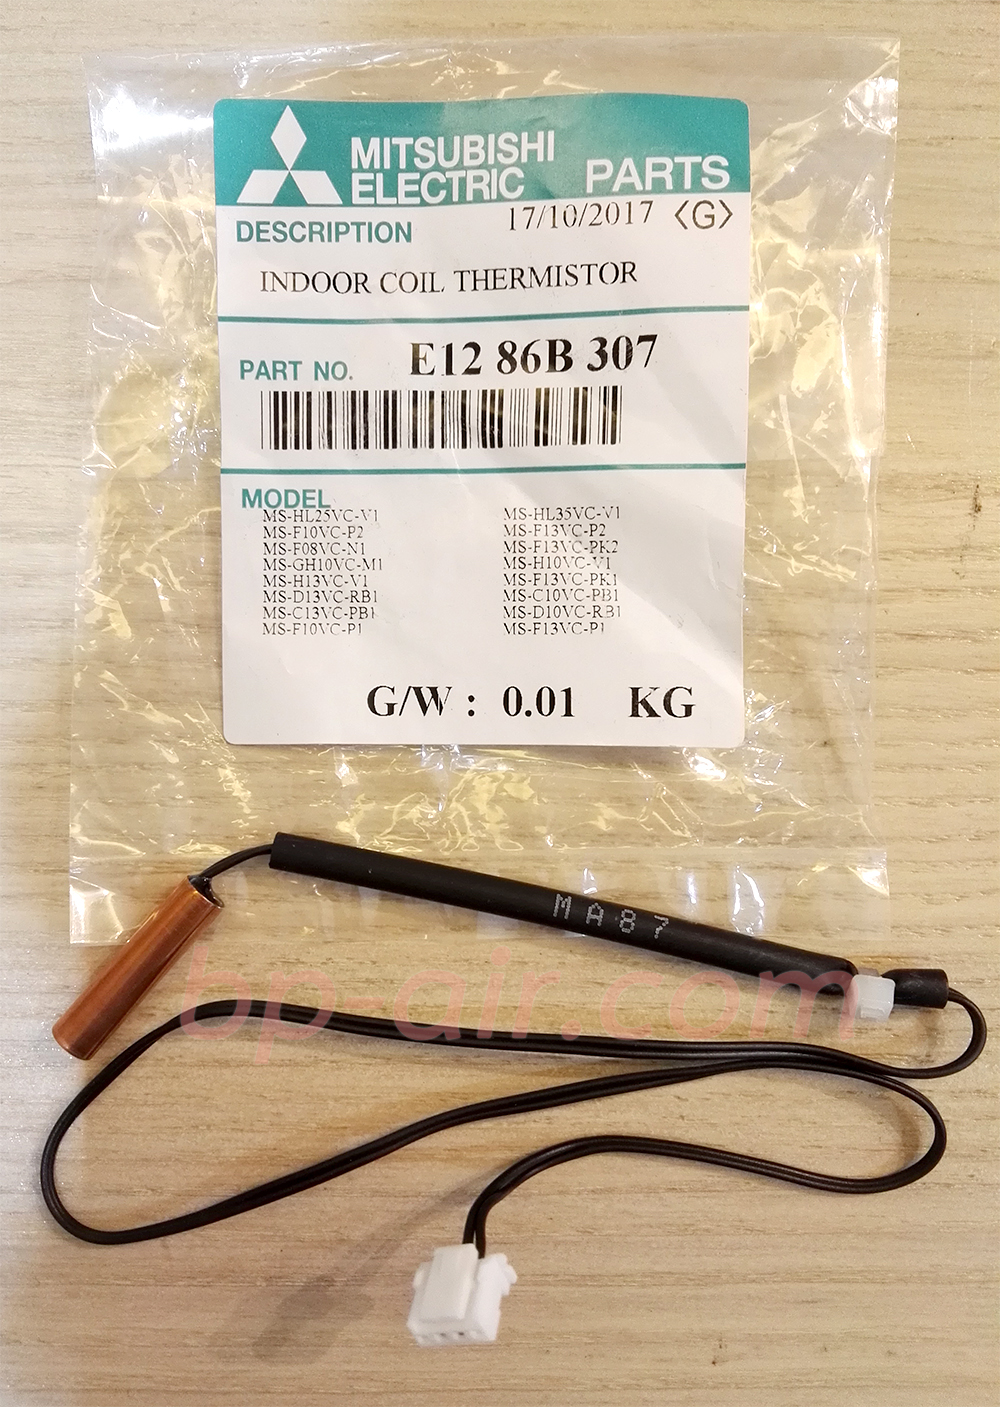 MITSUBISHI
ELECTRIC
PARTS
17/10/2017 <G>
DESCRIPTION
INDOOR COIL THERMISTOR
PART NO. E12 86B 307
MODEL
MS-HL25VC-V1 MS-HL35VC-V1
MS-F10VC-P2 MS-F13VC-P2
MS-F08VC-N1 MS-F13VC-PK2
MS-GH10VC-M1 MS-H10VC-V1
MS-H13VC-V1 MS-F13VC-PK1
MS-D13VC-RB1 MS-C10VC-PB1
MS-C13VC-PB1 MS-D10VC-RB1
MS-F10VC-P1 MS-F13VC-P1
G/W : 0.01 KG
MA87
bp-air.com